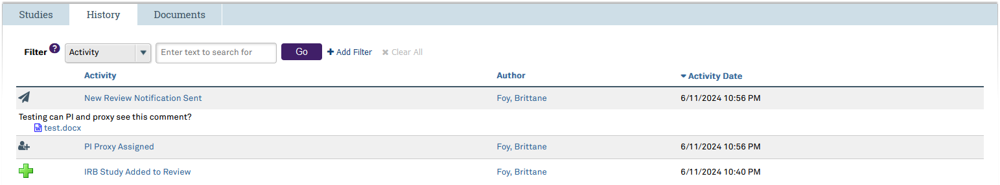 Studies History Documents
Filter ? Activity Enter text to search for Go Add Filter Clear All
Activity Author Activity Date
New Review Notification Sent Foy, Brittane 6/11/2024 10:56 PM
Testing can PI and proxy see this comment?
test.docx
PI Proxy Assigned Foy, Brittane 6/11/2024 10:56 PM
IRB Study Added to Review Foy, Brittane 6/11/2024 10:40 PM